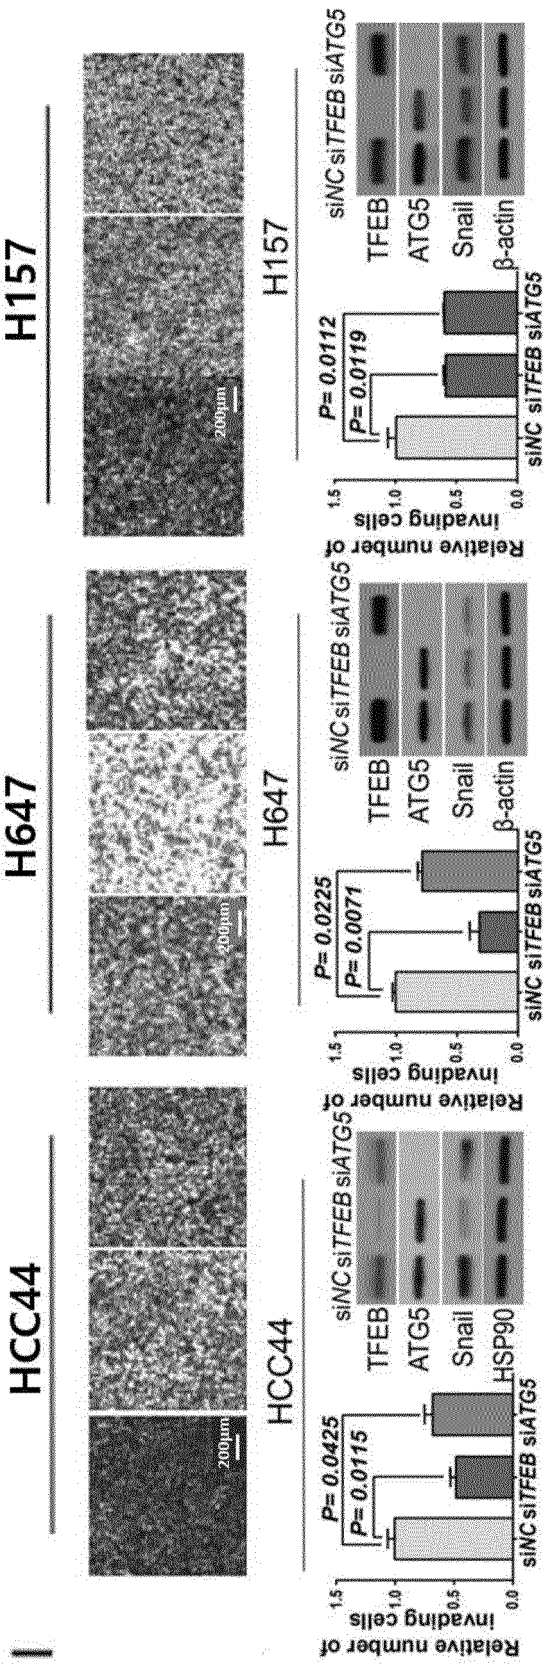 I
HCC44
H647
H157
200μm
200μm
200μm
HCC44
H647
H157
Relative number of
invading cells
1.5
1.0
0.5
0.0
P= 0.0425
P= 0.0115
siNC siTFEB siATG5
siNC siTFEB siATG5
TFEB
ATG5
Snail
HSP90
Relative number of
invading cells
1.5
1.0
0.5
0.0
P= 0.0225
P= 0.0071
siNC siTFEB siATG5
siNC siTFEB siATG5
TFEB
ATG5
Snail
β-actin
Relative number of
invading cells
1.5
1.0
0.5
0.0
P= 0.0112
P= 0.0119
siNC siTFEB siATG5
siNC siTFEB siATG5
TFEB
ATG5
Snail
β-actin